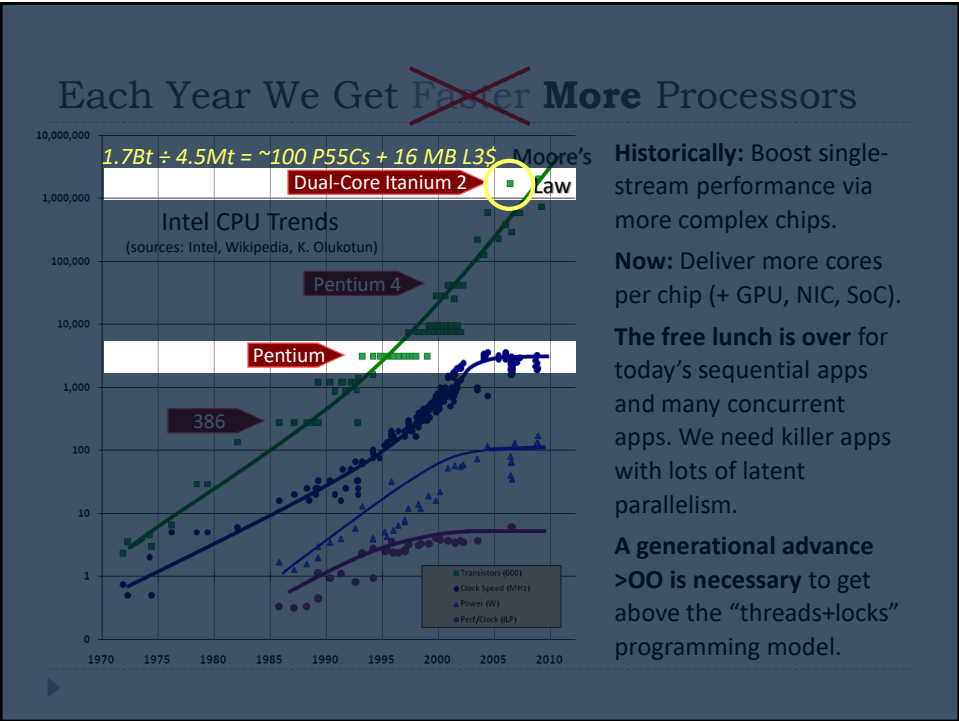 Each Year We Get Faster More Processors
10,000,000
1.7Bt ÷ 4.5Mt = ~100 P55Cs + 16 MB L3$
Moore's
Law
Dual-Core Itanium 2
1,000,000
Intel CPU Trends
(sources: Intel, Wikipedia, K. Olukotun)
100,000
Pentium 4
10,000
Pentium
1,000
386
100
10
1
0
Transistors (000)
Clock Speed (MHz)
Power (W)
Perf/Clock (ILP)
1970 1975 1980 1985 1990 1995 2000 2005 2010
Historically: Boost single-
stream performance via
more complex chips.
Now: Deliver more cores
per chip (+ GPU, NIC, SoC).
The free lunch is over for
today's sequential apps
and many concurrent
apps. We need killer apps
with lots of latent
parallelism.
A generational advance
>OO is necessary to get
above the “threads+locks”
programming model.